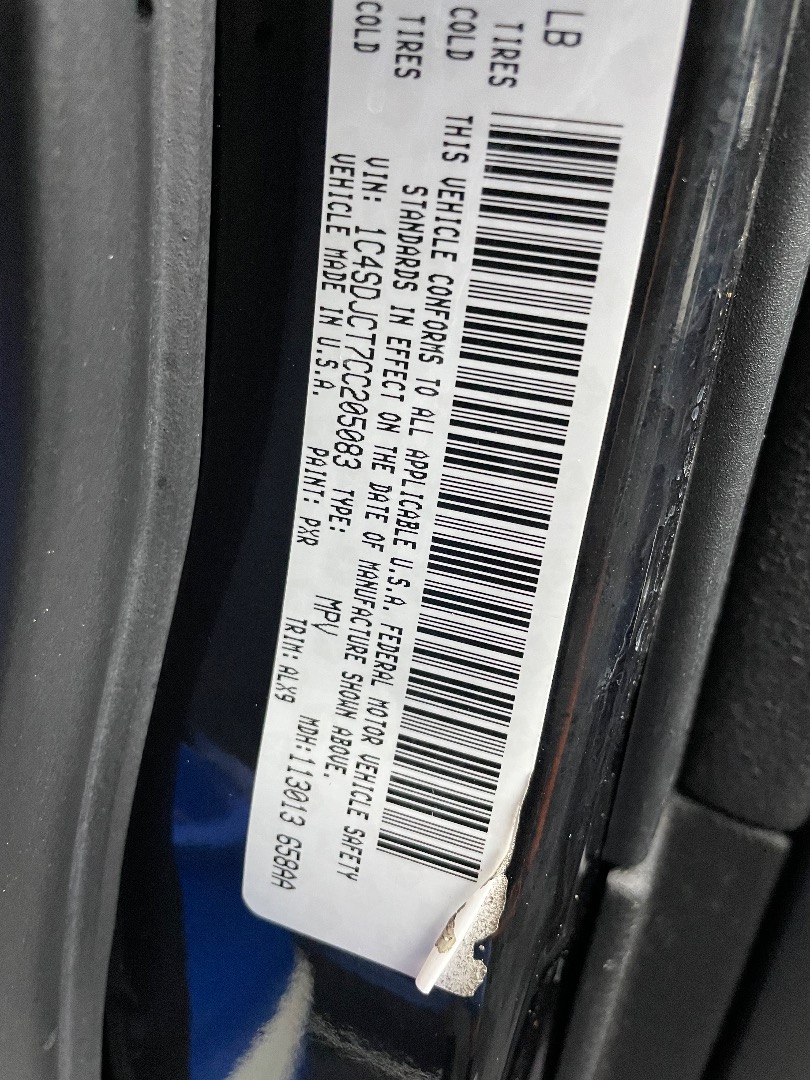 LB
TIRES
COLD
TIRES
COLD
THIS VEHICLE CONFORMS TO ALL APPLICABLE U.S.A. FEDERAL MOTOR VEHICLE SAFETY
STANDARDS IN EFFECT ON THE DATE OF MANUFACTURE SHOWN ABOVE.
VIN: 1C4SDJCT7CC205083 TYPE: MPV
VEHICLE MADE IN U.S.A. PAINT: PXR TRIM: ALX9 MDH:113013 658AA